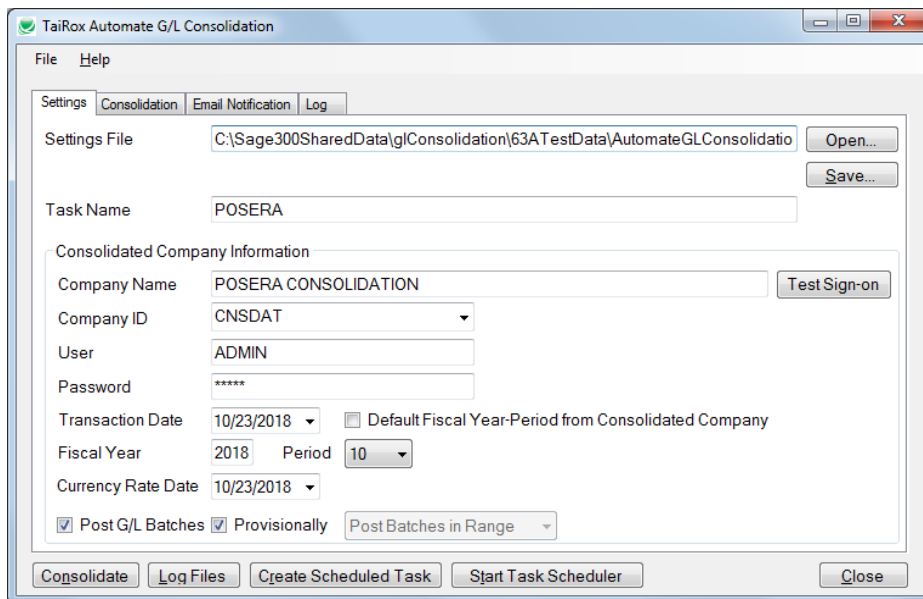 TaiRox Automate G/L Consolidation
File Help
Settings Consolidation Email Notification Log
Settings File C:\Sage300SharedData\glConsolidation\63ATestData\AutomateGLConsolidatio Open...
Save...
Task Name POSERA
Consolidated Company Information
Company Name POSERA CONSOLIDATION Test Sign-on
Company ID CNSDAT
User ADMIN
Password *****
Transaction Date 10/23/2018 Default Fiscal Year-Period from Consolidated Company
Fiscal Year 2018 Period 10
Currency Rate Date 10/23/2018
Post G/L Batches Provisionally Post Batches in Range
Consolidate Log Files Create Scheduled Task Start Task Scheduler Close